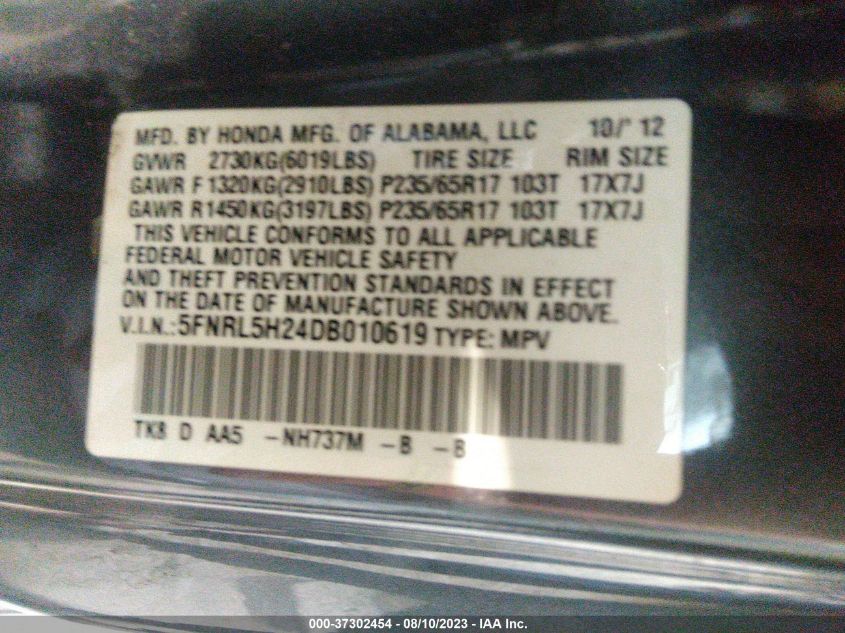 MFD. BY HONDA MFG. OF ALABAMA, LLC 10/' 12
GVWR 2730KG(6019LBS) TIRE SIZE RIM SIZE
GAWR F 1320KG(2910LBS) P235/65R17 103T 17X7J
GAWR R1450KG(3197LBS) P235/65R17 103T 17X7J
THIS VEHICLE CONFORMS TO ALL APPLICABLE
FEDERAL MOTOR VEHICLE SAFETY
AND THEFT PREVENTION STANDARDS IN EFFECT
ON THE DATE OF MANUFACTURE SHOWN ABOVE.
V.I.N.:5FNRL5H24DB010619 TYPE: MPV
TK8 D AA5 -NH737M -B -B
000-37302454 - 08/10/2023 - IAA Inc.